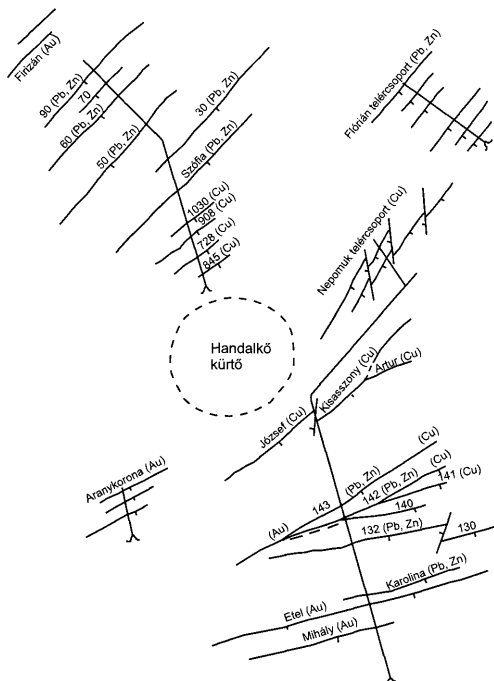 Firizán (Au)
90 (Pb, Zn)
70
60 (Pb, Zn)
50 (Pb, Zn)
30 (Pb, Zn)
Szófia (Pb, Zn)
1030 (Cu)
908 (Cu)
728 (Cu)
845 (Cu)
Flórián telércsoport (Pb, Zn)
Nepomuk telércsoport (Cu)
Handalkő
kürtő
Kisasszony (Cu)
Artur (Cu)
József (Cu)
Aranykorona (Au)
(Au)
143
(Pb, Zn)
(Cu)
142 (Pb, Zn)
(Cu)
141 (Cu)
140
132 (Pb, Zn)
130
Karolina (Pb, Zn)
Etel (Au)
Mihály (Au)